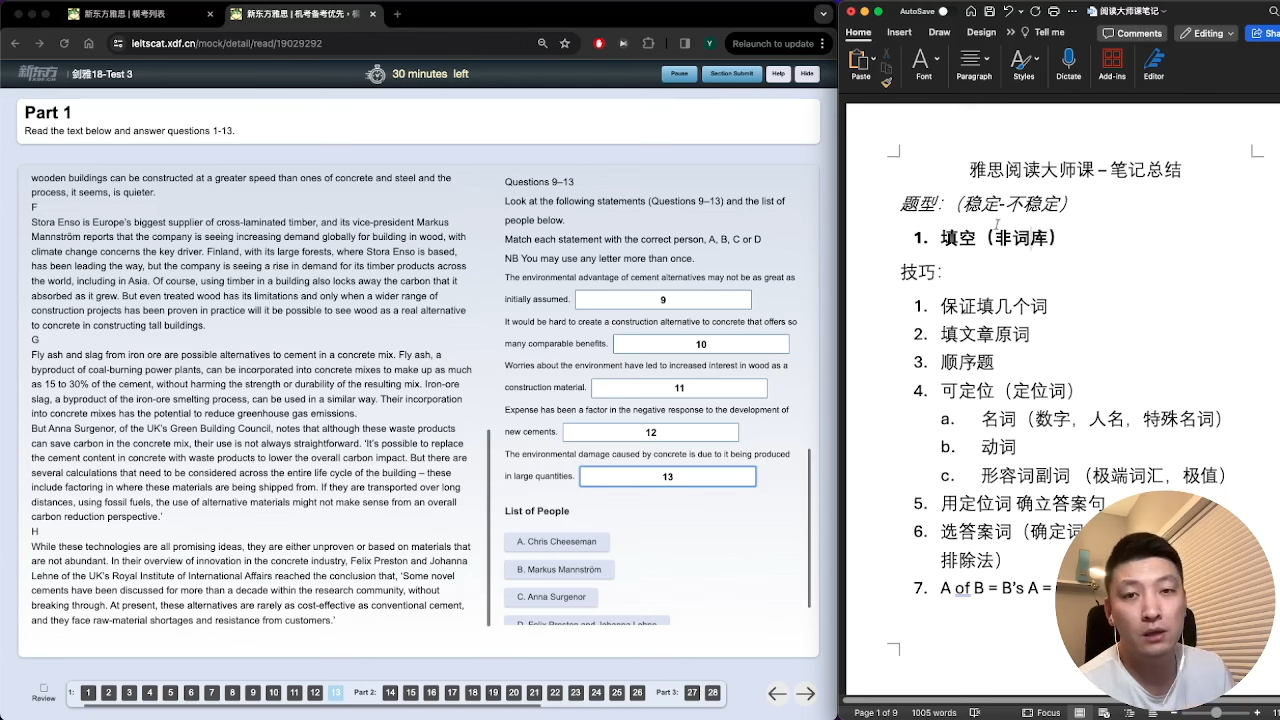 新东方雅思 | 模考列表
新东方雅思 | 机考备考优先 •
ieltscat.xdf.cn/mock/detail/read/19029292
Y
Relaunch to update
新东方
剑雅18-Test 3
30 minutes left
Pause
Section Submit
Help
Hide
Part 1
Read the text below and answer questions 1-13.
wooden buildings can be constructed at a greater speed than ones of concrete and steel and the
process, it seems, is quieter.
F
Stora Enso is Europe's biggest supplier of cross-laminated timber, and its vice-president Markus
Mannström reports that the company is seeing increasing demand globally for building in wood, with
climate change concerns the key driver. Finland, with its large forests, where Stora Enso is based,
has been leading the way, but the company is seeing a rise in demand for its timber products across
the world, including in Asia. Of course, using timber in a building also locks away the carbon that it
absorbed as it grew. But even treated wood has its limitations and only when a wider range of
construction projects has been proven in practice will it be possible to see wood as a real alternative
to concrete in constructing tall buildings.
G
Fly ash and slag from iron ore are possible alternatives to cement in a concrete mix. Fly ash, a
byproduct of coal-burning power plants, can be incorporated into concrete mixes to make up as much
as 15 to 30% of the cement, without harming the strength or durability of the resulting mix. Iron-ore
slag, a byproduct of the iron-ore smelting process, can be used in a similar way. Their incorporation
into concrete mixes has the potential to reduce greenhouse gas emissions.
But Anna Surgenor, of the UK's Green Building Council, notes that although these waste products
can save carbon in the concrete mix, their use is not always straightforward. 'It's possible to replace
the cement content in concrete with waste products to lower the overall carbon impact. But there are
several calculations that need to be considered across the entire life cycle of the building – these
include factoring in where these materials are being shipped from. If they are transported over long
distances, using fossil fuels, the use of alternative materials might not make sense from an overall
carbon reduction perspective.'
H
While these technologies are all promising ideas, they are either unproven or based on materials that
are not abundant. In their overview of innovation in the concrete industry, Felix Preston and Johanna
Lehne of the UK's Royal Institute of International Affairs reached the conclusion that, 'Some novel
cements have been discussed for more than a decade within the research community, without
breaking through. At present, these alternatives are rarely as cost-effective as conventional cement,
and they face raw-material shortages and resistance from customers.'
Questions 9–13
Look at the following statements (Questions 9–13) and the list of
people below.
Match each statement with the correct person, A, B, C or D
NB You may use any letter more than once.
The environmental advantage of cement alternatives may not be as great as
initially assumed. 9
It would be hard to create a construction alternative to concrete that offers so
many comparable benefits. 10
Worries about the environment have led to increased interest in wood as a
construction material. 11
Expense has been a factor in the negative response to the development of
new cements. 12
The environmental damage caused by concrete is due to it being produced
in large quantities. 13
List of People
A. Chris Cheeseman
B. Markus Mannström
C. Anna Surgenor
D. Felix Preston and Johanna Lehne
Review
1: 1 2 3 4 5 6 7 8 9 10 11 12 13 Part 2: 14 15 16 17 18 19 20 21 22 23 24 25 26 Part 3: 27 28
AutoSave
阅读大师课笔记
Home Insert Draw Design >> Tell me
Comments
Editing
Sha
Paste
Font
Paragraph
Styles
Dictate
Add-ins
Editor
雅思阅读大师课 – 笔记总结
题型：（稳定-不稳定）
1. 填空（非词库）
技巧：
1. 保证填几个词
2. 填文章原词
3. 顺序题
4. 可定位（定位词）
a. 名词（数字，人名，特殊名词）
b. 动词
c. 形容词副词 （极端词汇，极值）
5. 用定位词 确立答案句
6. 选答案词（确定词
排除法）
7. A of B = B's A =
Page 1 of 9
1005 words
Focus